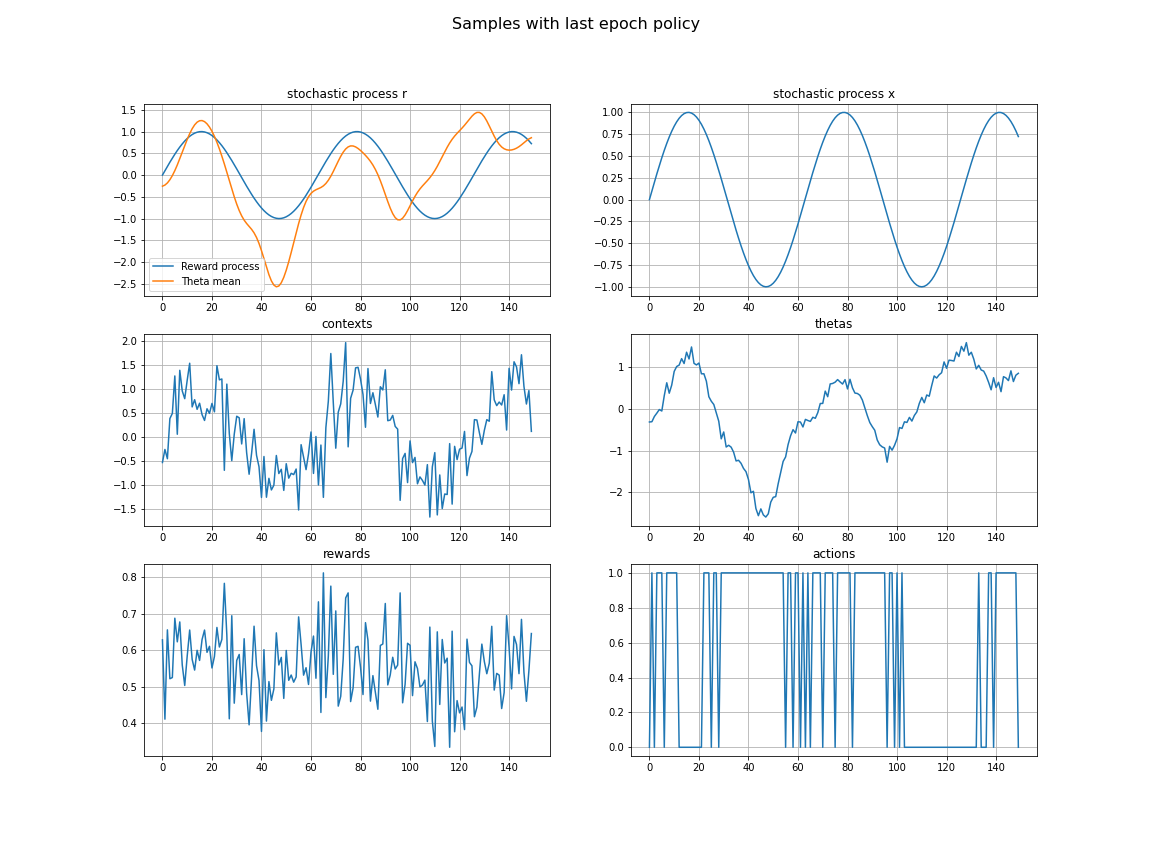 Samples with last epoch policy
stochastic process r
1.5
1.0
0.5
0.0
−0.5
−1.0
−1.5
−2.0
−2.5
Reward process
Theta mean
0 20 40 60 80 100 120 140
stochastic process x
1.00
0.75
0.50
0.25
0.00
−0.25
−0.50
−0.75
−1.00
0 20 40 60 80 100 120 140
contexts
2.0
1.5
1.0
0.5
0.0
−0.5
−1.0
−1.5
0 20 40 60 80 100 120 140
thetas
1
0
−1
−2
0 20 40 60 80 100 120 140
rewards
0.8
0.7
0.6
0.5
0.4
0 20 40 60 80 100 120 140
actions
1.0
0.8
0.6
0.4
0.2
0.0
0 20 40 60 80 100 120 140